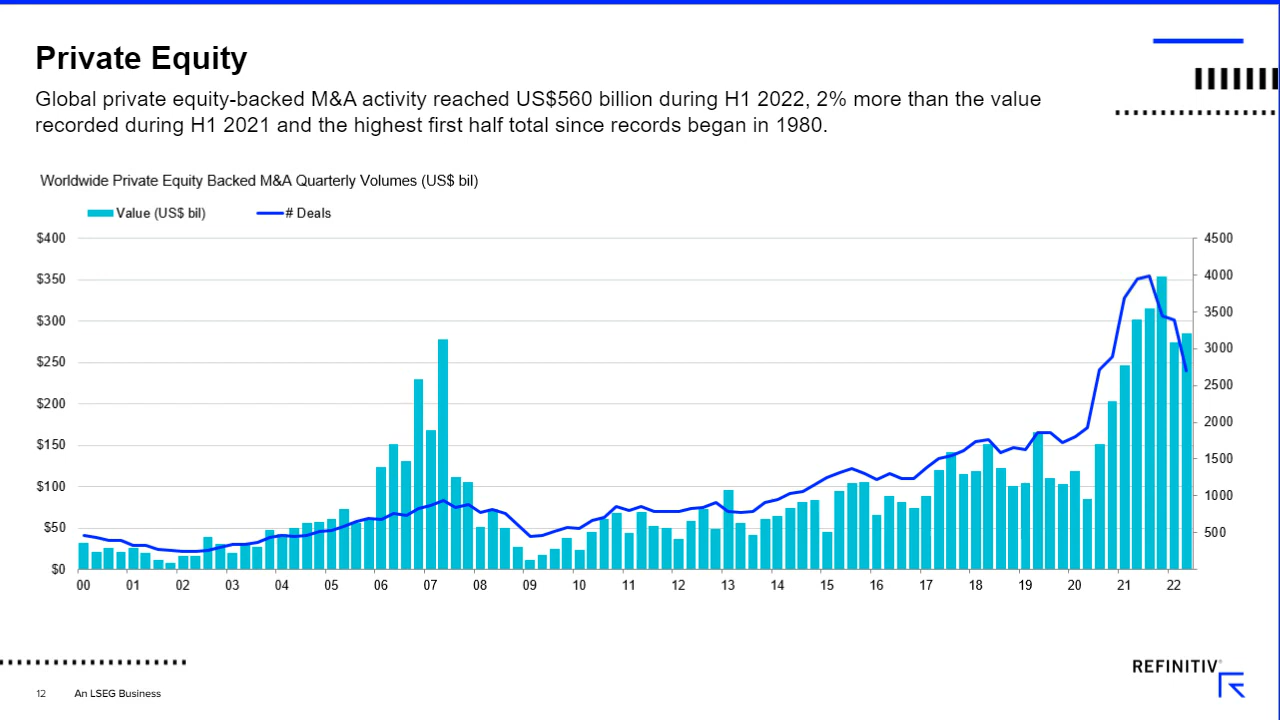 Private Equity
Global private equity-backed M&A activity reached US$560 billion during H1 2022, 2% more than the value
recorded during H1 2021 and the highest first half total since records began in 1980.
Worldwide Private Equity Backed M&A Quarterly Volumes (US$ bil)
Value (US$ bil) # Deals
$400 4500
$350 4000
$300 3500
$250 3000
$200 2500
$150 2000
$100 1500
$50 1000
$0 500
00 01 02 03 04 05 06 07 08 09 10 11 12 13 14 15 16 17 18 19 20 21 22
REFINITIV®
12 An LSEG Business